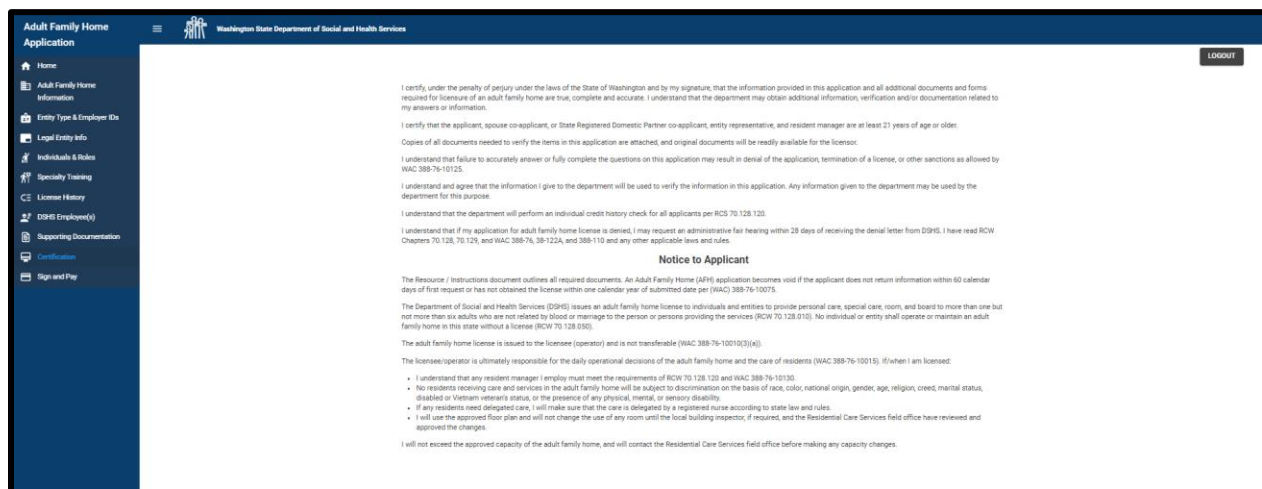 Adult Family Home
Application
Washington State Department of Social and Health Services
LOGOUT
Home
Adult Family Home
Information
Entity Type & Employer IDs
Legal Entity Info
Individuals & Roles
Specialty Training
License History
DSHS Employee(s)
Supporting Documentation
Certification
Sign and Pay
I certify, under the penalty of perjury under the laws of the State of Washington and by my signature, that the information provided in this application and all additional documents and forms
required for licensure of an adult family home are true, complete and accurate. I understand that the department may obtain additional information, verification and/or documentation related to
my answers or information.
I certify that the applicant, spouse co-applicant, or State Registered Domestic Partner co-applicant, entity representative, and resident manager are at least 21 years of age or older.
Copies of all documents needed to verify the items in this application are attached, and original documents will be readily available for the licensor.
I understand that failure to accurately answer or fully complete the questions on this application may result in denial of the application, termination of a license, or other sanctions as allowed by
WAC 388-76-10125.
I understand and agree that the information I give to the department will be used to verify the information in this application. Any information given to the department may be used by the
department for this purpose.
I understand that the department will perform an individual credit history check for all applicants per RCS 70.128.120.
I understand that if my application for adult family home license is denied, I may request an administrative fair hearing within 28 days of receiving the denial letter from DSHS. I have read RCW
Chapters 70.128, 70.129, and WAC 388-76, 38-122A, and 388-110 and any other applicable laws and rules.
Notice to Applicant
The Resource / Instructions document outlines all required documents. An Adult Family Home (AFH) application becomes void if the applicant does not return information within 60 calendar
days of first request or has not obtained the license within one calendar year of submitted date per (WAC) 388-76-10075.
The Department of Social and Health Services (DSHS) issues an adult family home license to individuals and entities to provide personal care, special care, room, and board to more than one but
not more than six adults who are not related by blood or marriage to the person or persons providing the services (RCW 70.128.010). No individual or entity shall operate or maintain an adult
family home in this state without a license (RCW 70.128.050).
The adult family home license is issued to the licensee (operator) and is not transferable (WAC 388-76-10010(3)(a)).
The licensee/operator is ultimately responsible for the daily operational decisions of the adult family home and the care of residents (WAC 388-76-10015). If/when I am licensed:
• I understand that any resident manager I employ must meet the requirements of RCW 70.128.120 and WAC 388-76-10130.
• No residents receiving care and services in the adult family home will be subject to discrimination on the basis of race, color, national origin, gender, age, religion, creed, marital status,
disabled or Vietnam veteran's status, or the presence of any physical, mental, or sensory disability.
• If any residents need delegated care, I will make sure that the care is delegated by a registered nurse according to state law and rules.
• I will use the approved floor plan and will not change the use of any room until the local building inspector, if required, and the Residential Care Services field office have reviewed and
approved the changes.
I will not exceed the approved capacity of the adult family home, and will contact the Residential Care Services field office before making any capacity changes.